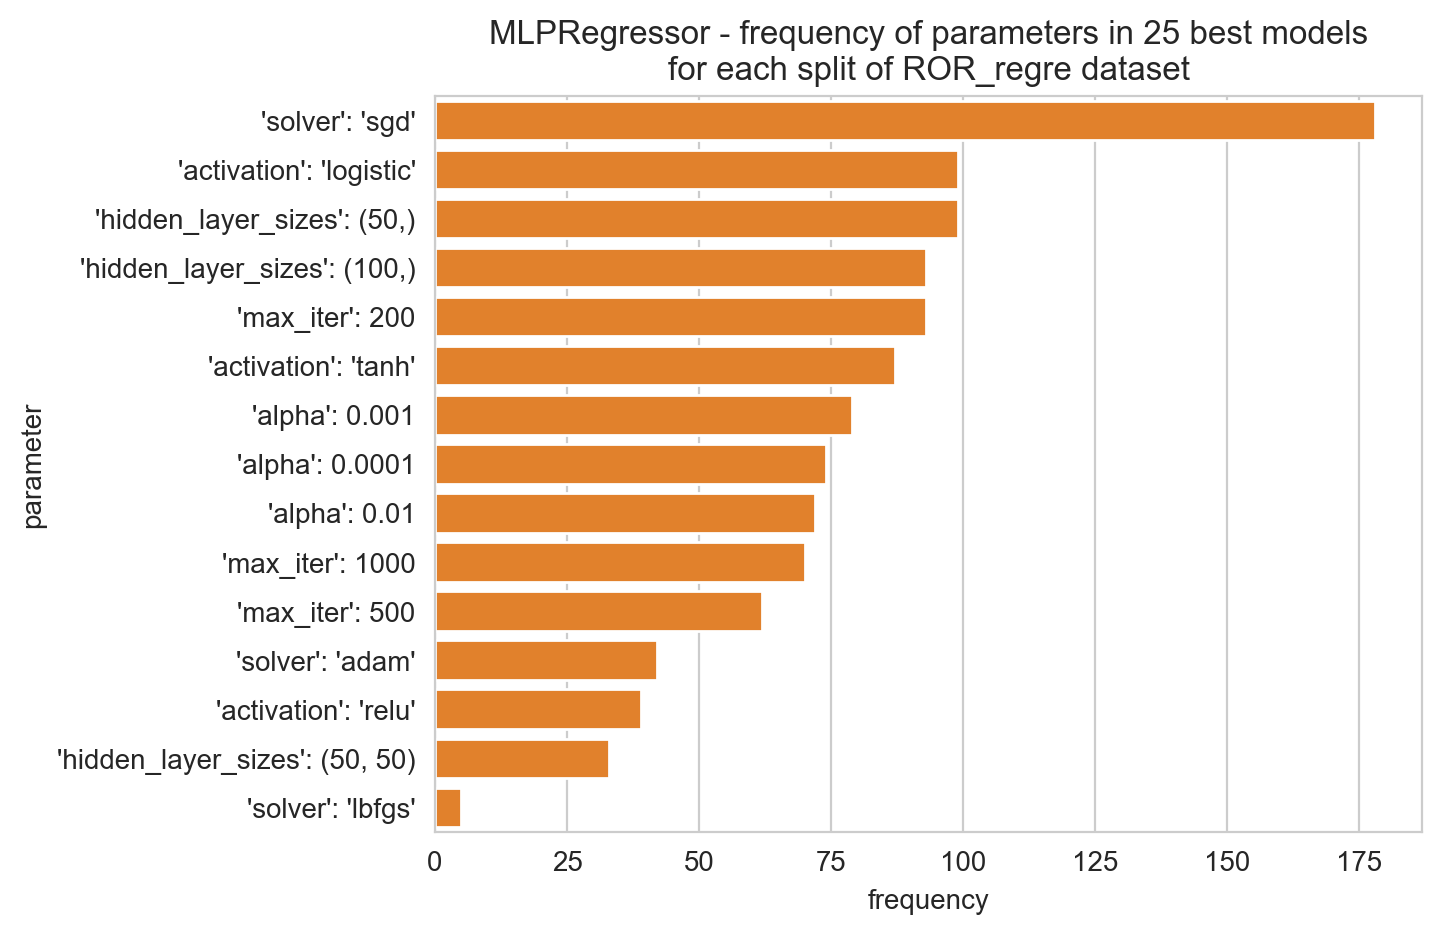 MLPRegressor - frequency of parameters in 25 best models
for each split of ROR_regre dataset
parameter
'solver': 'sgd'
'activation': 'logistic'
'hidden_layer_sizes': (50,)
'hidden_layer_sizes': (100,)
'max_iter': 200
'activation': 'tanh'
'alpha': 0.001
'alpha': 0.0001
'alpha': 0.01
'max_iter': 1000
'max_iter': 500
'solver': 'adam'
'activation': 'relu'
'hidden_layer_sizes': (50, 50)
'solver': 'lbfgs'
0 25 50 75 100 125 150 175
frequency